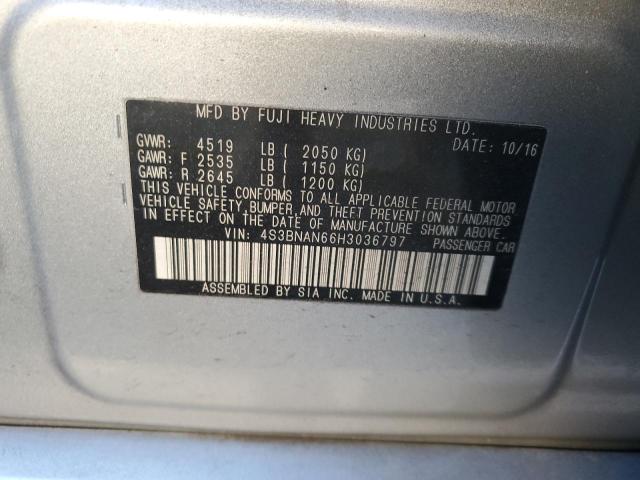 MFD BY FUJI HEAVY INDUSTRIES LTD.
GVWR: 4519 LB ( 2050 KG) DATE: 10/16
GAWR: F 2535 LB ( 1150 KG)
GAWR: R 2645 LB ( 1200 KG)
THIS VEHICLE CONFORMS TO ALL APPLICABLE FEDERAL MOTOR
VEHICLE SAFETY, BUMPER, AND THEFT PREVENTION STANDARDS
IN EFFECT ON THE DATE OF MANUFACTURE SHOWN ABOVE.
VIN: 4S3BNAN66H3036797 PASSENGER CAR
ASSEMBLED BY SIA INC. MADE IN U.S.A.